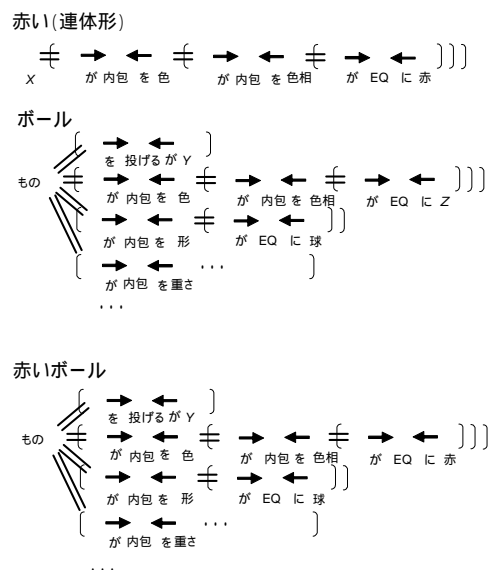 赤い(連体形)
X が 内包 を 色 が 内包 を 色相 が EQ に 赤
ボール
を 投げる が Y
もの が 内包 を 色 が 内包 を 色相 が EQ に Z
が 内包 を 形 が EQ に 球
が 内包 を 重さ ...
...
赤いボール
を 投げる が Y
もの が 内包 を 色 が 内包 を 色相 が EQ に 赤
が 内包 を 形 が EQ に 球
が 内包 を 重さ ...
...